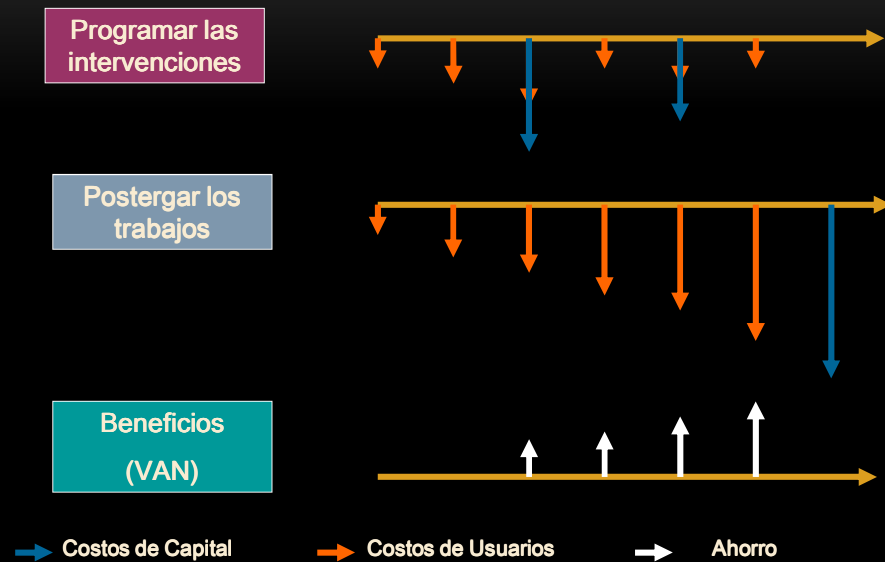 Programar las
intervenciones
Postergar los
trabajos
Beneficios
(VAN)
Costos de Capital
Costos de Usuarios
Ahorro